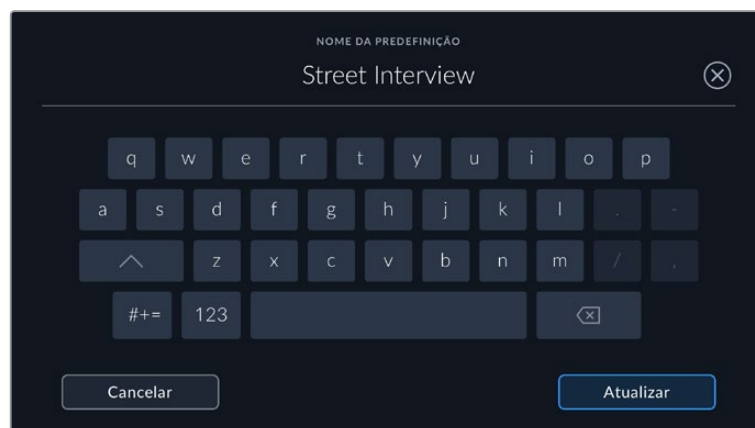 NOME DA PREDEFINIÇÃO
Street Interview
q w e r t y u i o p
a s d f g h j k l . -
z x c v b n m / ,
#+= 123
Cancelar Atualizar